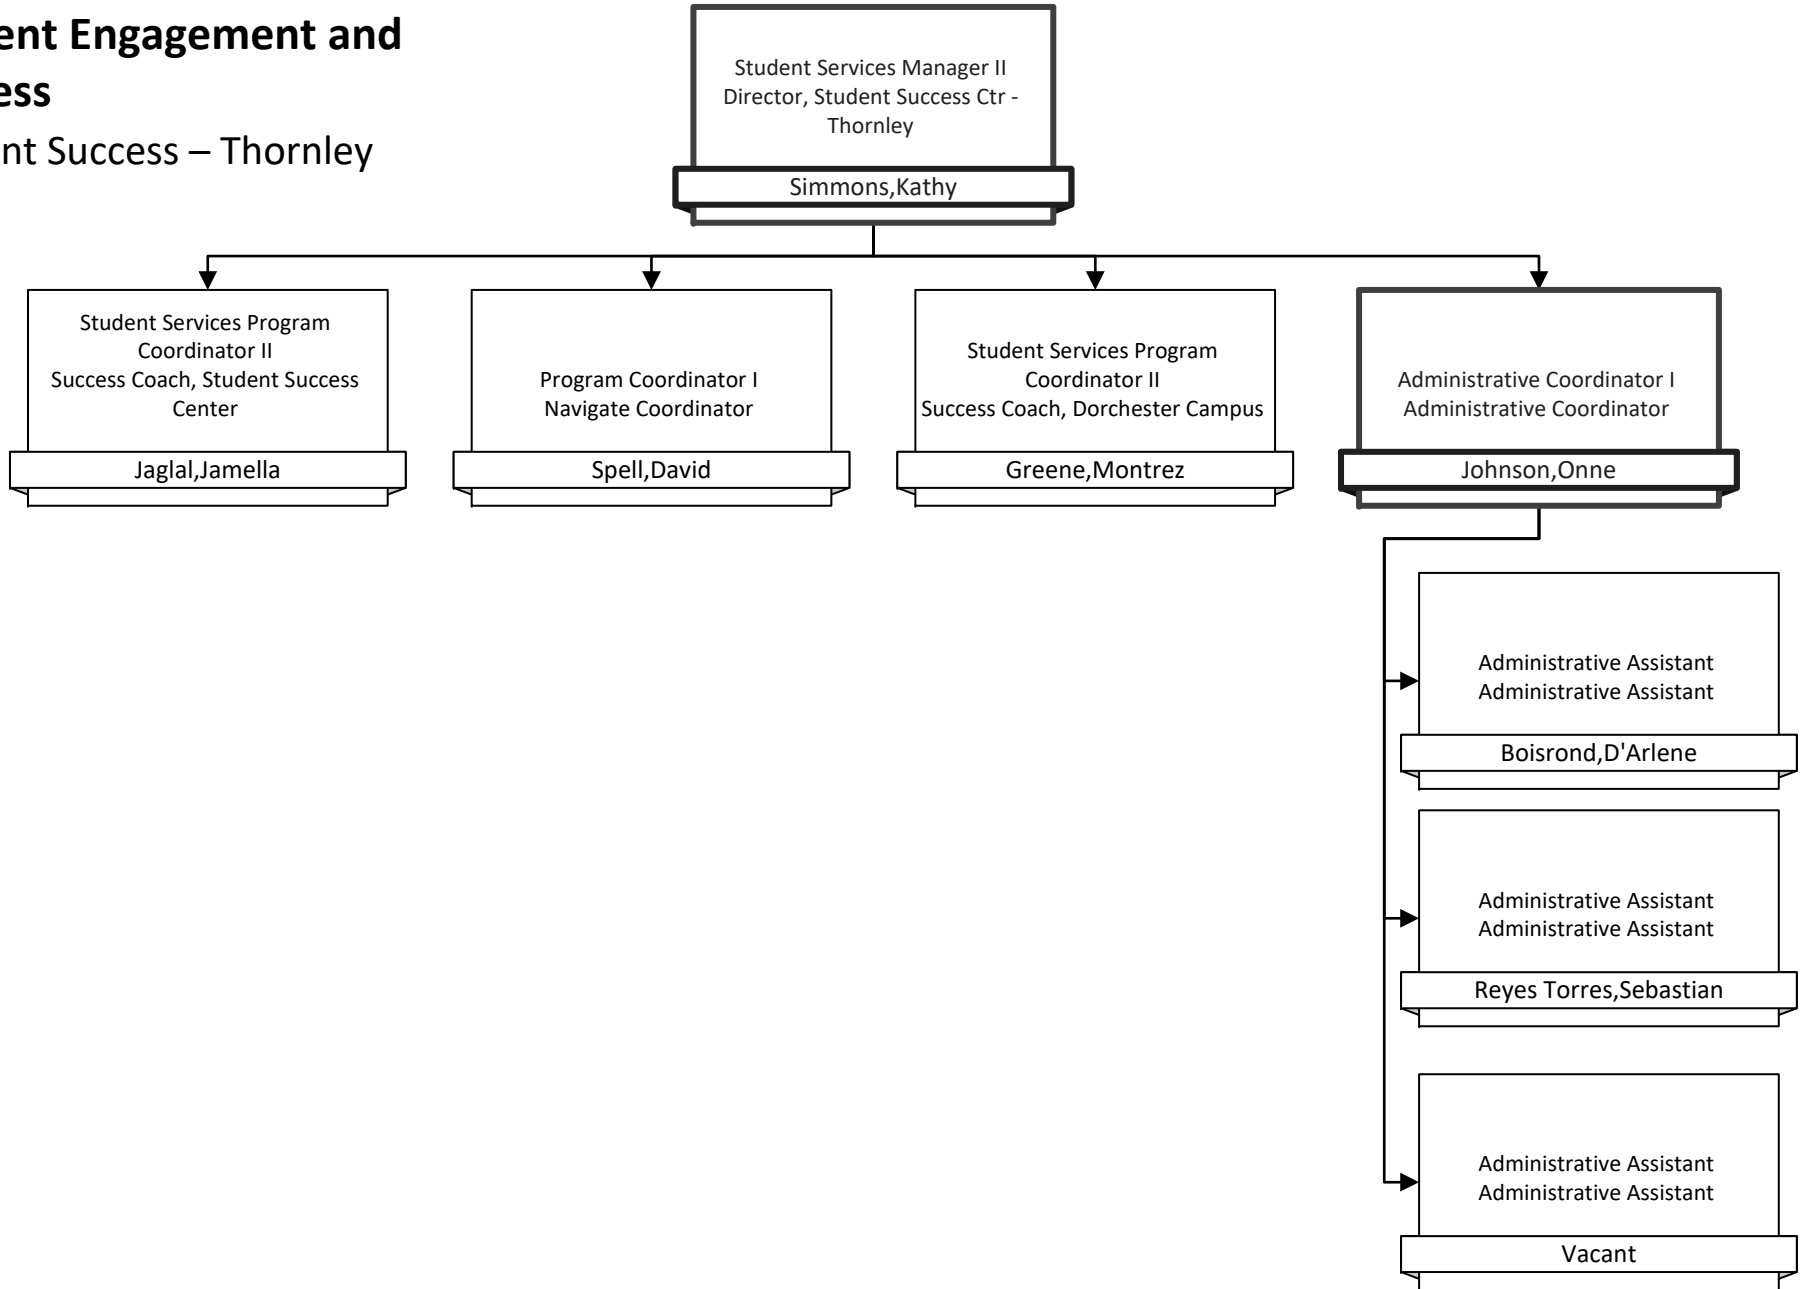 ent Engagement and
ess
nt Success – Thornley
Student Services Manager II
Director, Student Success Ctr -
Thornley
Simmons,Kathy
Student Services Program
Coordinator II
Success Coach, Student Success
Center
Jaglal,Jamella
Program Coordinator I
Navigate Coordinator
Spell,David
Student Services Program
Coordinator II
Success Coach, Dorchester Campus
Greene,Montrez
Administrative Coordinator I
Administrative Coordinator
Johnson,Onne
Administrative Assistant
Administrative Assistant
Boisrond,D'Arlene
Administrative Assistant
Administrative Assistant
Reyes Torres,Sebastian
Administrative Assistant
Administrative Assistant
Vacant